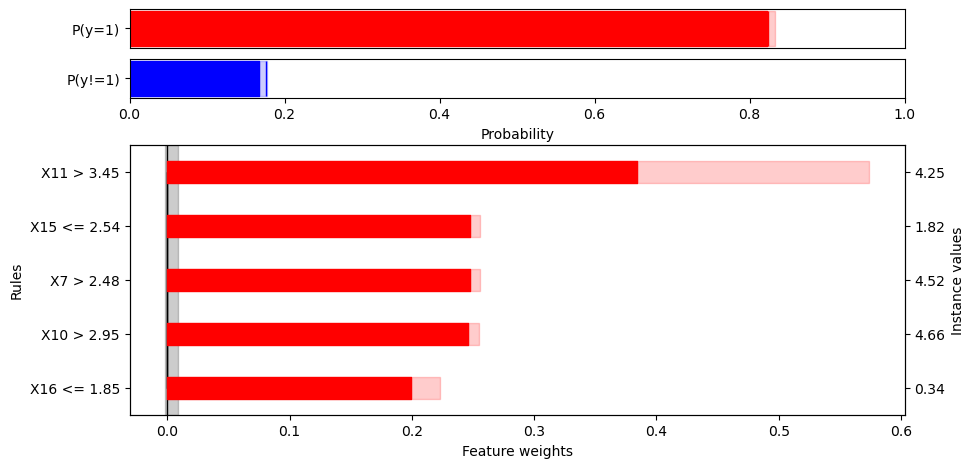 P(y=1)
P(y!=1)
0.0 0.2 0.4 0.6 0.8 1.0
Probability
X11 > 3.45 4.25
X15 <= 2.54 1.82
X7 > 2.48 4.52
X10 > 2.95 4.66
X16 <= 1.85 0.34
Rules
Instance values
0.0 0.1 0.2 0.3 0.4 0.5 0.6
Feature weights